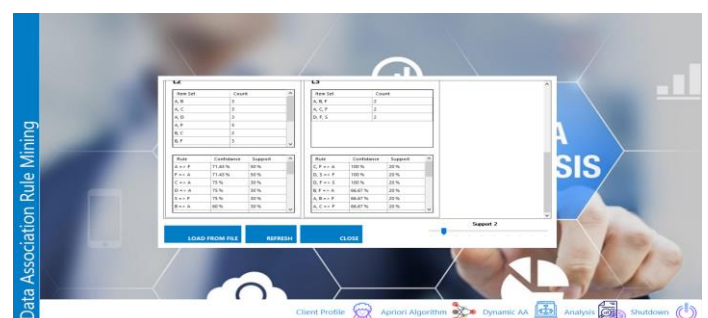 Data Association Rule Mining
L2
Item Set Count
A, B 3
A, C 3
A, D 3
A, F 5
B, C 2
B, F 3
Rule Confidence Support
A => F 71.43 % 50 %
F => A 71.43 % 50 %
C => A 75 % 30 %
D => A 75 % 30 %
S => F 75 % 30 %
B => A 60 % 30 %
L3
Item Set Count
A, B, F 2
A, C, F 2
D, F, S 2
Rule Confidence Support
C, F => A 100 % 20 %
D, S => F 100 % 20 %
D, F => S 100 % 20 %
B, F => A 66.67 % 20 %
A, B => F 66.67 % 20 %
A, C => F 66.67 % 20 %
LOAD FROM FILE REFRESH CLOSE
Support 2
SIS
Client Profile Apriori Algorithm Dynamic AA Analysis Shutdown